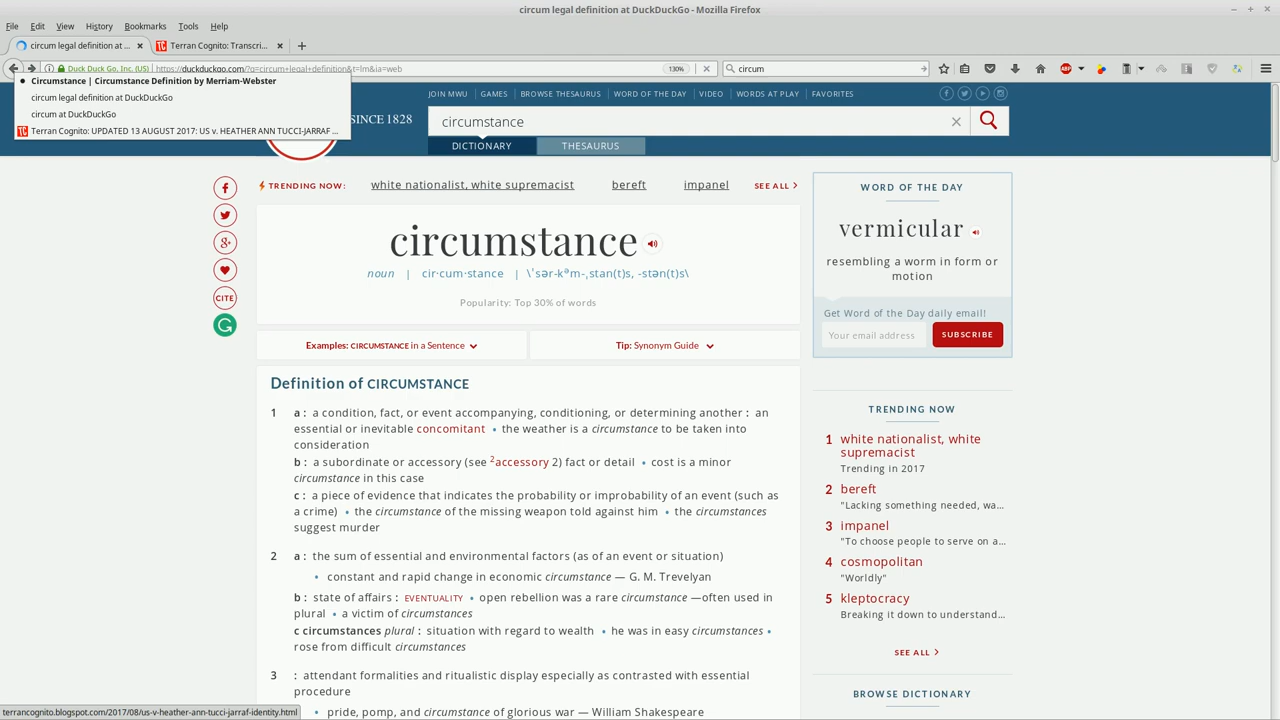 circum legal definition at DuckDuckGo - Mozilla Firefox
File Edit View History Bookmarks Tools Help
circum legal definition at ...
Terran Cognito: Transcri...
Duck Duck Go, Inc. (US)
https://duckduckgo.com/?q=circum+legal+definition&t=lm&ia=web
130%
circum
Circumstance | Circumstance Definition by Merriam-Webster
circum legal definition at DuckDuckGo
circum at DuckDuckGo
Terran Cognito: UPDATED 13 AUGUST 2017: US v. HEATHER ANN TUCCI-JARRAF ...
JOIN MWU GAMES BROWSE THESAURUS WORD OF THE DAY VIDEO WORDS AT PLAY FAVORITES
SINCE 1828
circumstance
DICTIONARY THESAURUS
TRENDING NOW: white nationalist, white supremacist bereft impanel SEE ALL
circumstance
noun | cir·cum·stance | \ˈsər-kəm-ˌstan(t)s, -stən(t)s\
Popularity: Top 30% of words
Examples: CIRCUMSTANCE in a Sentence
Tip: Synonym Guide
CITE
Definition of CIRCUMSTANCE
1 a : a condition, fact, or event accompanying, conditioning, or determining another : an
essential or inevitable concomitant • the weather is a circumstance to be taken into
consideration
b : a subordinate or accessory (see 2accessory 2) fact or detail • cost is a minor
circumstance in this case
c : a piece of evidence that indicates the probability or improbability of an event (such as
a crime) • the circumstance of the missing weapon told against him • the circumstances
suggest murder
2 a : the sum of essential and environmental factors (as of an event or situation)
• constant and rapid change in economic circumstance — G. M. Trevelyan
b : state of affairs : EVENTUALITY • open rebellion was a rare circumstance —often used in
plural • a victim of circumstances
c circumstances plural : situation with regard to wealth • he was in easy circumstances •
rose from difficult circumstances
3 : attendant formalities and ritualistic display especially as contrasted with essential
procedure
• pride, pomp, and circumstance of glorious war — William Shakespeare
WORD OF THE DAY
vermicular
resembling a worm in form or
motion
Get Word of the Day daily email!
Your email address SUBSCRIBE
TRENDING NOW
1 white nationalist, white
supremacist
Trending in 2017
2 bereft
"Lacking something needed, wa...
3 impanel
"To choose people to serve on a...
4 cosmopolitan
"Worldly"
5 kleptocracy
Breaking it down to understand...
SEE ALL
BROWSE DICTIONARY
terrancognito.blogspot.com/2017/08/us-v-heather-ann-tucci-jarraf-identity.html